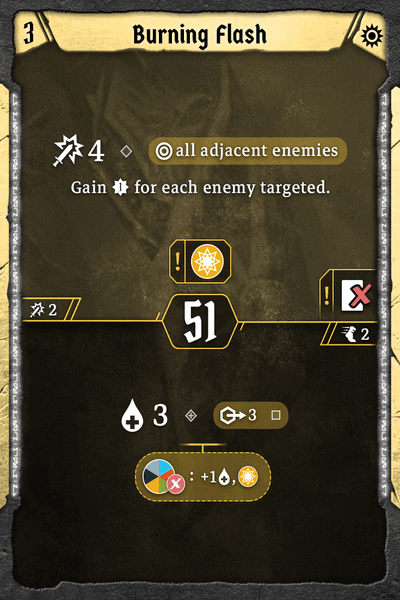 3 Burning Flash
4 all adjacent enemies
Gain for each enemy targeted.
!
2 51 ! 2
3 3
: +1 ,